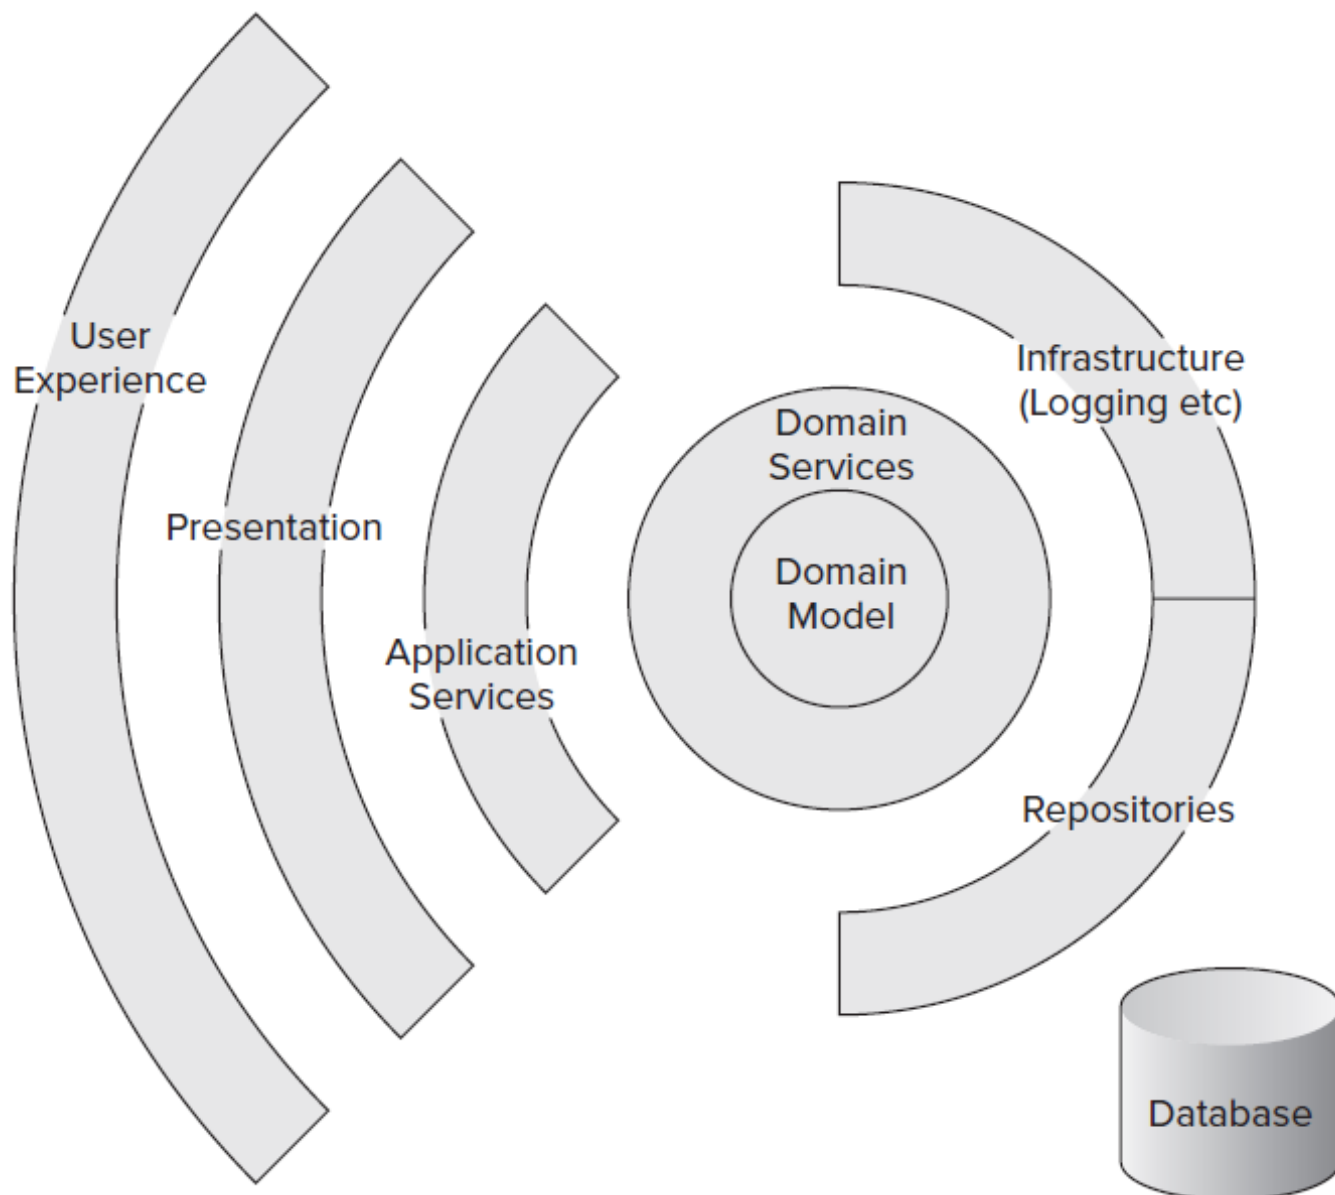 User
Experience
Presentation
Application
Services
Domain
Services
Domain
Model
Infrastructure
(Logging etc)
Repositories
Database